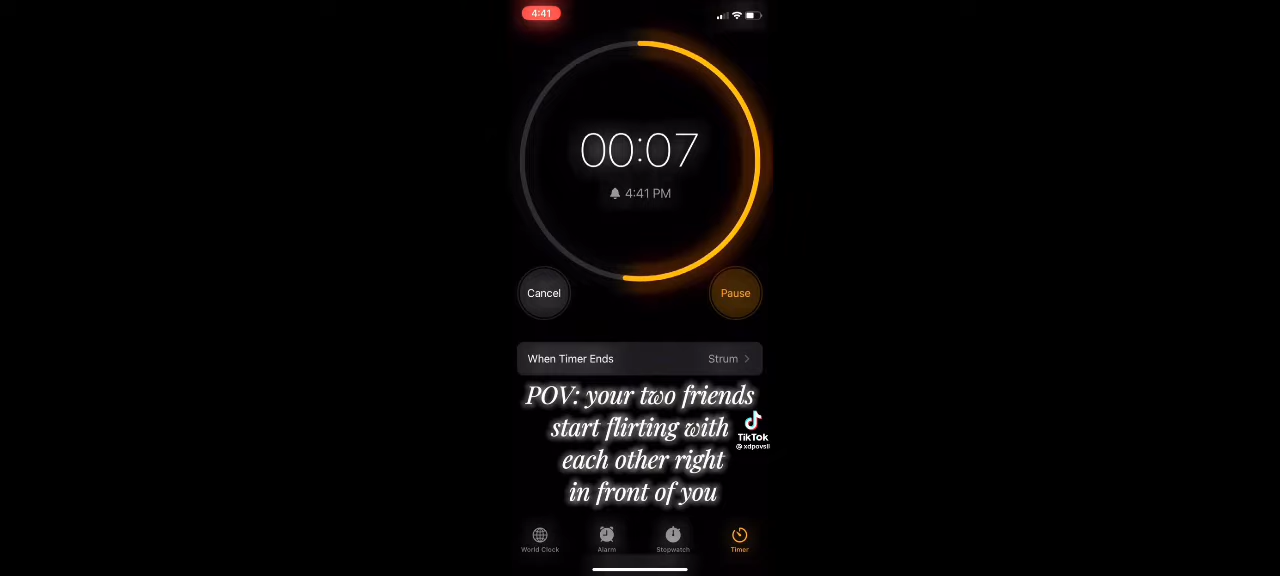 4:41
00:07
4:41 PM
Cancel
Pause
When Timer Ends
Strum
POV: your two friends
start flirting with
each other right
in front of you
TikTok
@ xdpovsii
World Clock
Alarm
Stopwatch
Timer